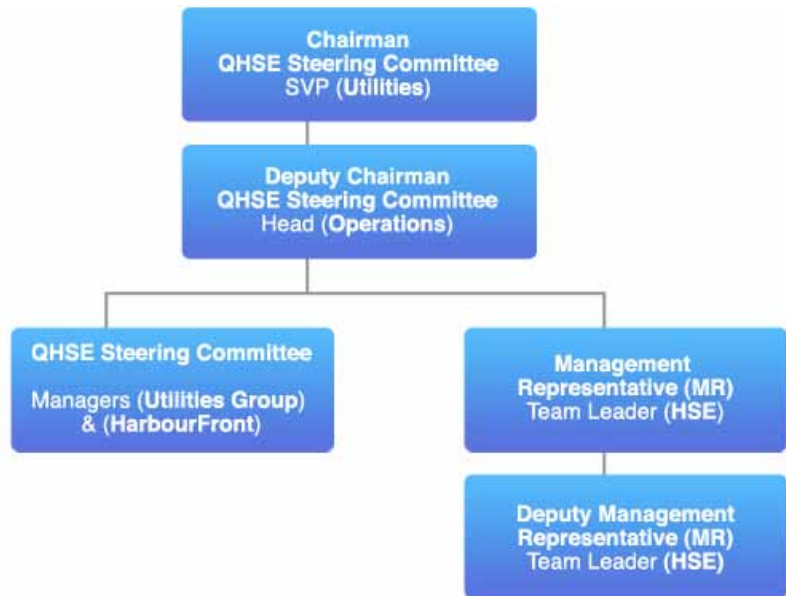 Chairman
QHSE Steering Committee
SVP (Utilities)
Deputy Chairman
QHSE Steering Committee
Head (Operations)
QHSE Steering Committee
Managers (Utilities Group)
& (HarbourFront)
Management
Representative (MR)
Team Leader (HSE)
Deputy Management
Representative (MR)
Team Leader (HSE)